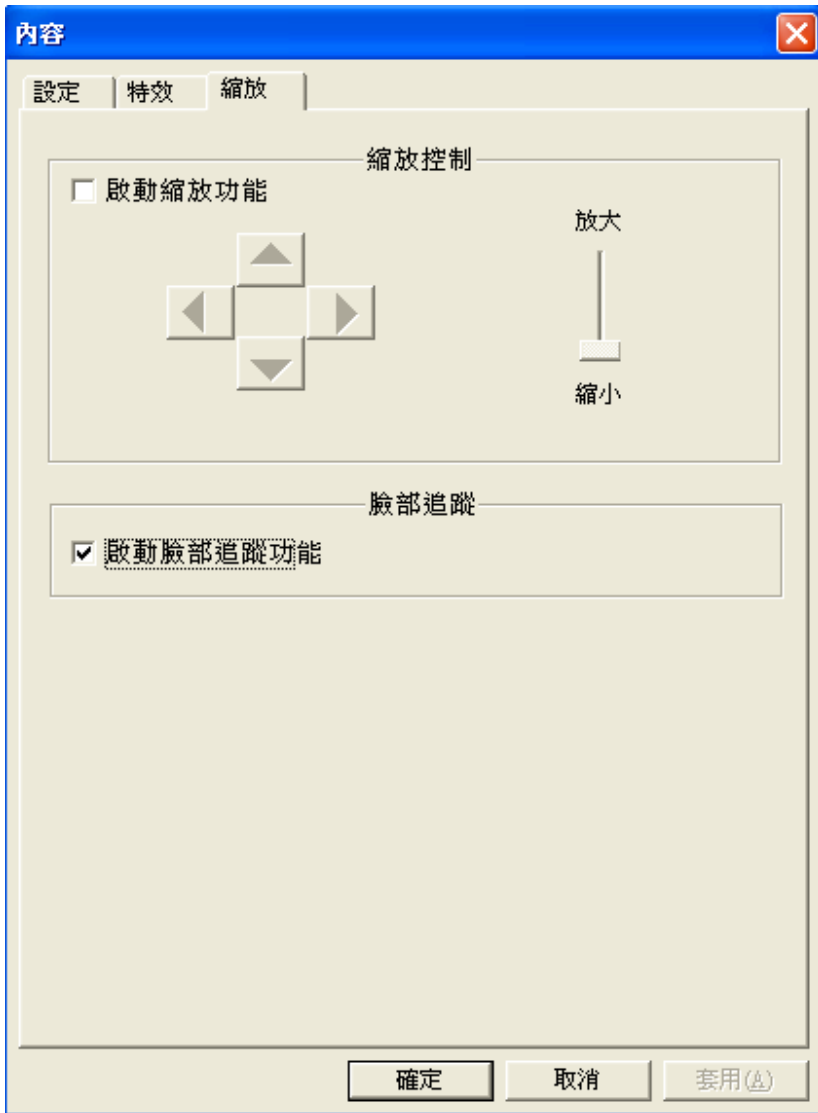 內容
設定 特效 縮放
縮放控制
啟動縮放功能
放大
縮小
臉部追蹤
啟動臉部追蹤功能
確定 取消 套用(A)